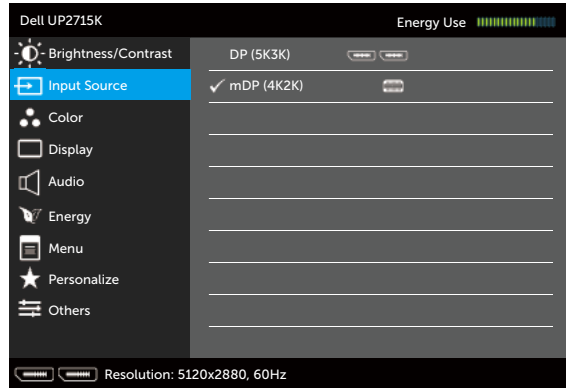 Dell UP2715K
Energy Use
Brightness/Contrast
DP (5K3K)
Input Source
mDP (4K2K)
Color
Display
Audio
Energy
Menu
Personalize
Others
Resolution: 5120x2880, 60Hz